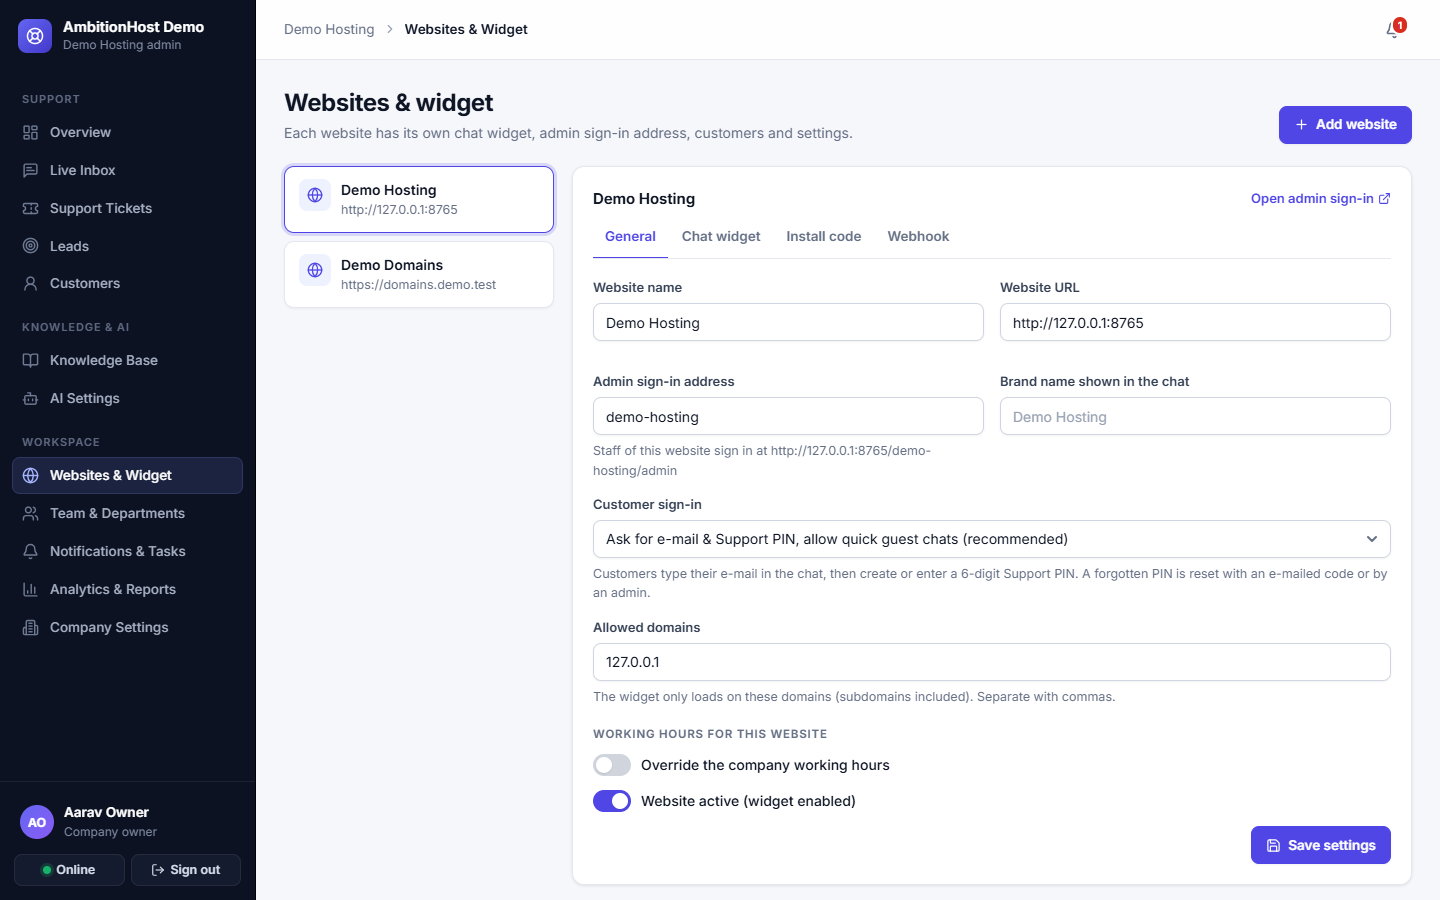 AmbitionHost Demo
Demo Hosting admin
SUPPORT
Overview
Live Inbox
Support Tickets
Leads
Customers
KNOWLEDGE & AI
Knowledge Base
AI Settings
WORKSPACE
Websites & Widget
Team & Departments
Notifications & Tasks
Analytics & Reports
Company Settings
AO
Aarav Owner
Company owner
Online
Sign out
Demo Hosting > Websites & Widget
1
Websites & widget
Each website has its own chat widget, admin sign-in address, customers and settings.
+ Add website
Demo Hosting
http://127.0.0.1:8765
Demo Domains
https://domains.demo.test
Demo Hosting
Open admin sign-in
General Chat widget Install code Webhook
Website name
Demo Hosting
Website URL
http://127.0.0.1:8765
Admin sign-in address
demo-hosting
Staff of this website sign in at http://127.0.0.1:8765/demo-
hosting/admin
Brand name shown in the chat
Demo Hosting
Customer sign-in
Ask for e-mail & Support PIN, allow quick guest chats (recommended)
Customers type their e-mail in the chat, then create or enter a 6-digit Support PIN. A forgotten PIN is reset with an e-mailed code or by
an admin.
Allowed domains
127.0.0.1
The widget only loads on these domains (subdomains included). Separate with commas.
WORKING HOURS FOR THIS WEBSITE
Override the company working hours
Website active (widget enabled)
Save settings